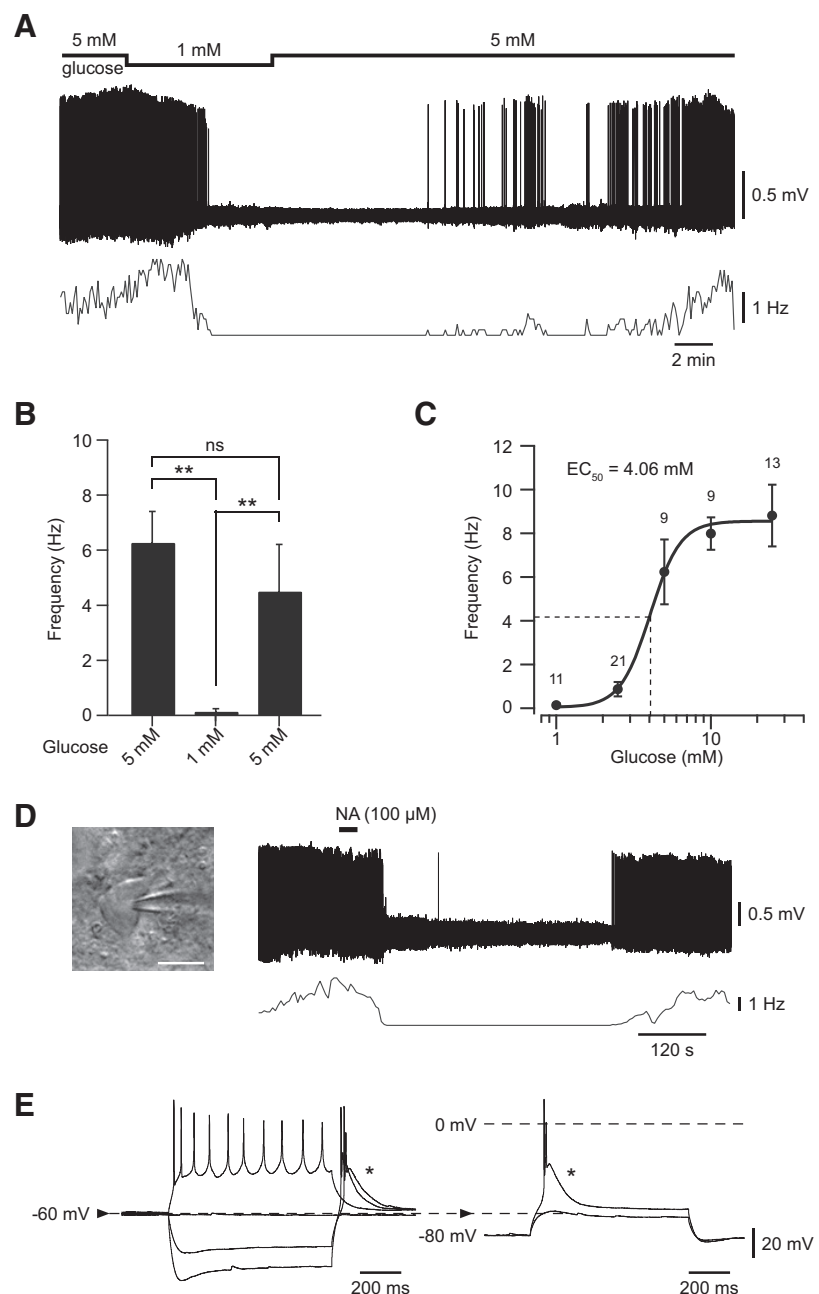 A
5 mM 1 mM 5 mM
glucose
0.5 mV
1 Hz
2 min
B
10
8
6
4
2
0
Frequency (Hz)
ns
**
**
Glucose 5 mM 1 mM 5 mM
C
12
10
8
6
4
2
0
Frequency (Hz)
EC50 = 4.06 mM
11
21
9
9
13
1 10
Glucose (mM)
D
NA (100 µM)
0.5 mV
1 Hz
120 s
E
0 mV
*
*
-60 mV
-80 mV
20 mV
200 ms
200 ms